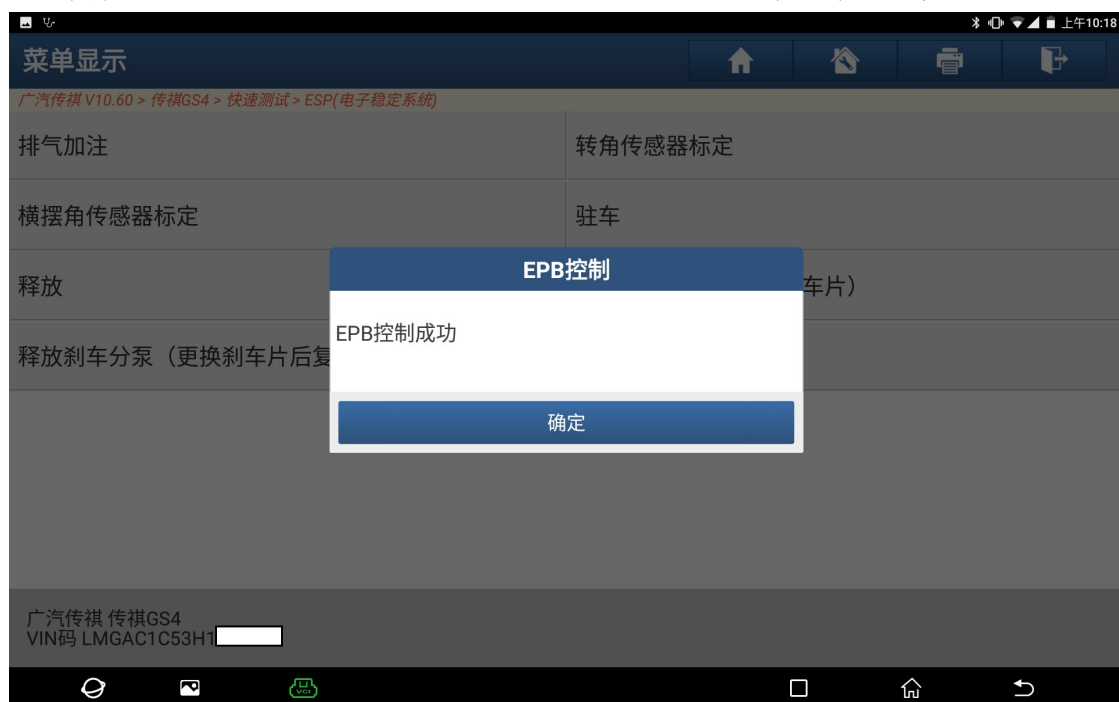 上午10:18
菜单显示
广汽传祺 V10.60 > 传祺GS4 > 快速测试 > ESP(电子稳定系统)
排气加注
转角传感器标定
横摆角传感器标定
驻车
释放
车片）
释放刹车分泵（更换刹车片后复
EPB控制
EPB控制成功
确定
广汽传祺 传祺GS4
VIN码 LMGAC1C53H1
VCI